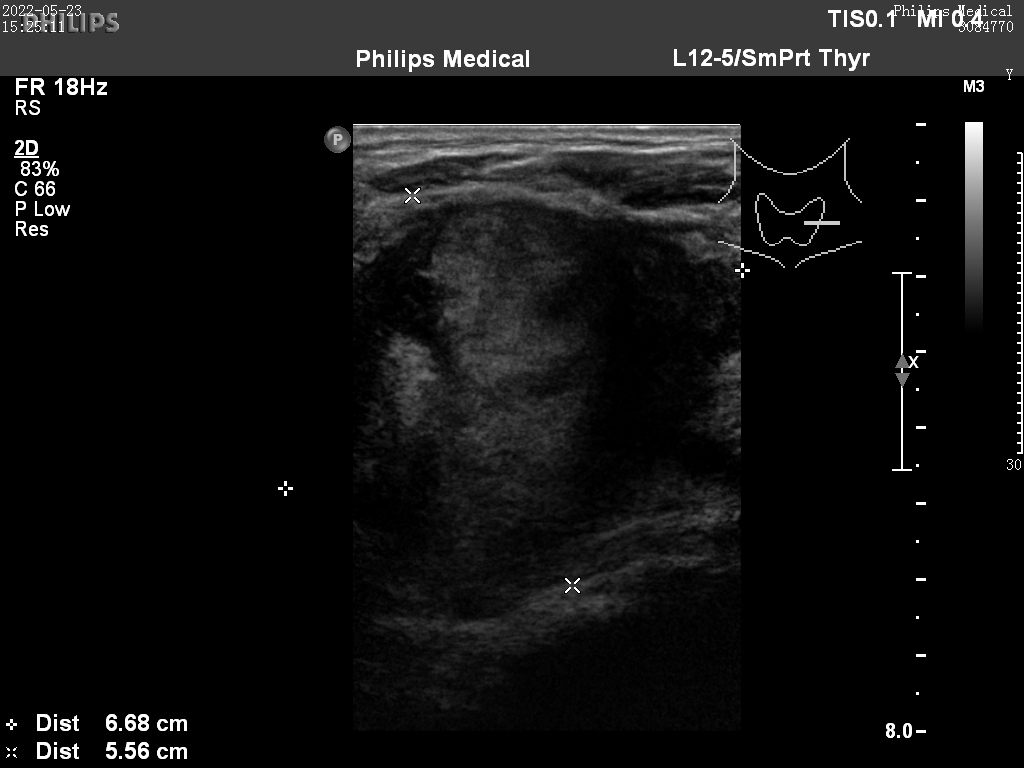 2022-05-23
15:25:11
PHILIPS
Philips Medical
TIS0.1 MI 0.4
3084770
Philips Medical
L12-5/SmPrt Thyr
FR 18Hz
RS
2D
83%
C 66
P Low
Res
P
M3
Y
X
30
8.0
Dist 6.68 cm
Dist 5.56 cm